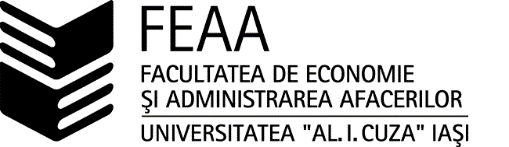 FEAA
FACULTATEA DE ECONOMIE
ŞI ADMINISTRAREA AFACERILOR
UNIVERSITATEA "AL. I. CUZA" IAŞI